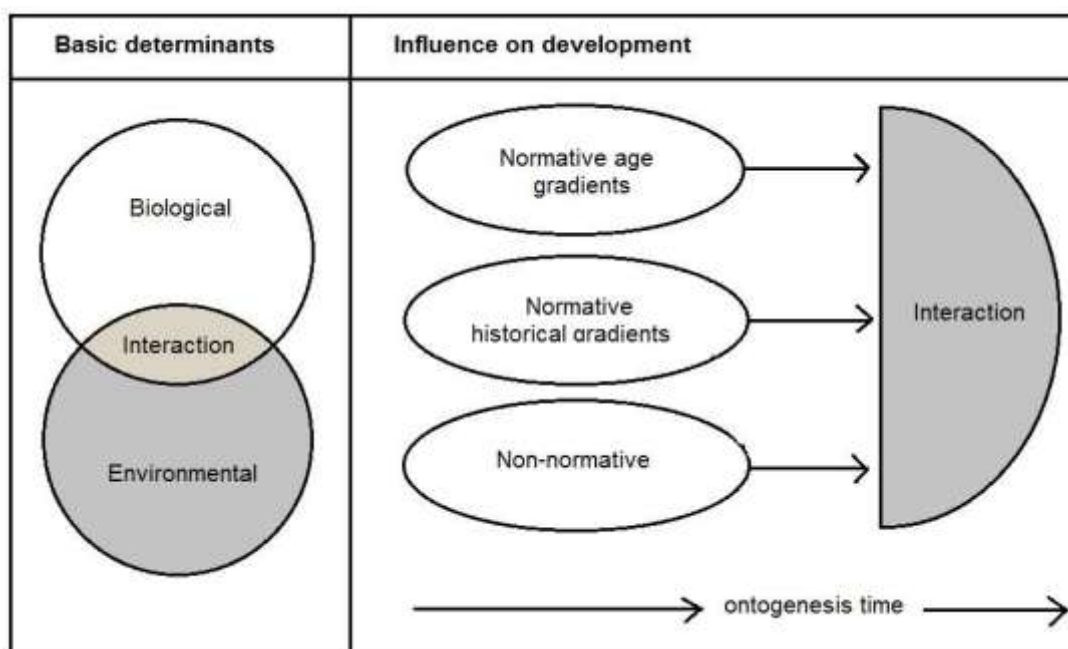 Basic determinants
Influence on development
Biological
Interaction
Environmental
Normative age
gradients
Normative
historical gradients
Non-normative
Interaction
ontogenesis time